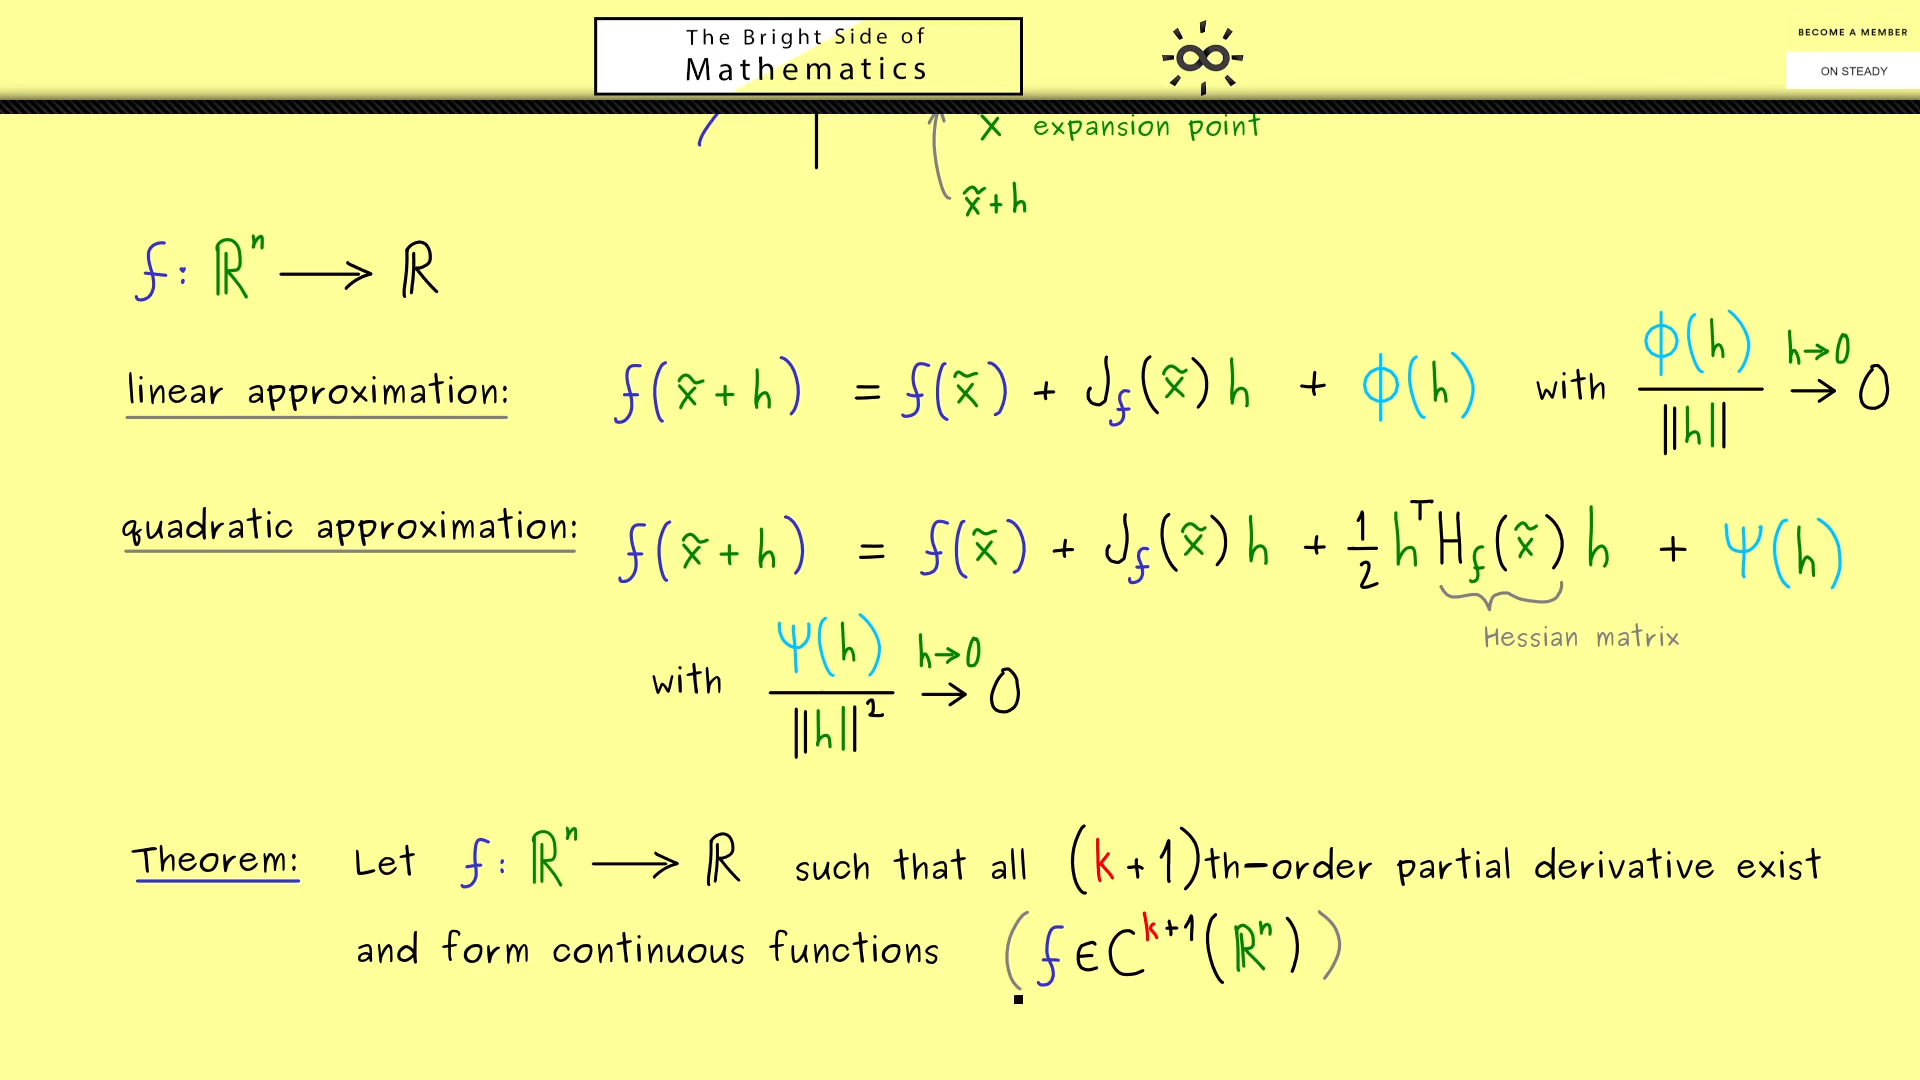 The Bright Side of
Mathematics
BECOME A MEMBER
ON STEADY
x expansion point
x̃ + h
f: ℝⁿ ⟶ ℝ
linear approximation: f(x̃ + h) = f(x̃) + J_f(x̃) h + ϕ(h) with ϕ(h)/||h|| h→0 → 0
quadratic approximation: f(x̃ + h) = f(x̃) + J_f(x̃) h + 1/2 hᵀ H_f(x̃) h + Ψ(h)
Hessian matrix
with Ψ(h)/||h||² h→0 → 0
Theorem: Let f: ℝⁿ ⟶ ℝ such that all (k+1)th-order partial derivative exist
and form continuous functions (f ∈ C^{k+1}(ℝⁿ))